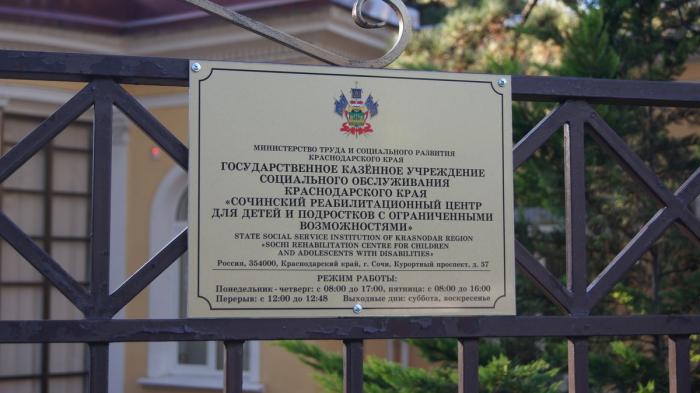 МИНИСТЕРСТВО ТРУДА И СОЦИАЛЬНОГО РАЗВИТИЯ
КРАСНОДАРСКОГО КРАЯ
ГОСУДАРСТВЕННОЕ КАЗЁННОЕ УЧРЕЖДЕНИЕ
СОЦИАЛЬНОГО ОБСЛУЖИВАНИЯ
КРАСНОДАРСКОГО КРАЯ
«СОЧИНСКИЙ РЕАБИЛИТАЦИОННЫЙ ЦЕНТР
ДЛЯ ДЕТЕЙ И ПОДРОСТКОВ С ОГРАНИЧЕННЫМИ
ВОЗМОЖНОСТЯМИ»
STATE SOCIAL SERVICE INSTITUTION OF KRASNODAR REGION
«SOCHI REHABILITATION CENTRE FOR CHILDREN
AND ADOLESCENTS WITH DISABILITIES»
Россия, 354000, Краснодарский край, г. Сочи, Курортный проспект, д. 57
РЕЖИМ РАБОТЫ:
Понедельник - четверг: с 08:00 до 17:00, пятница: с 08:00 до 16:00
Перерыв: с 12:00 до 12:48 Выходные дни: суббота, воскресенье